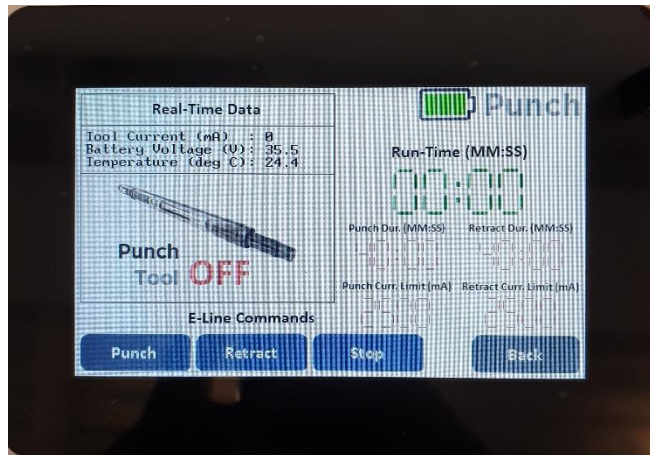 Real-Time Data
Punch
Tool Current (mA) : 0
Battery Voltage (V): 35.5
Temperature (deg C): 24.4
Run-Time (MM:SS)
00:00
Punch Dur. (MM:SS)
Retract Dur. (MM:SS)
Punch
Tool OFF
Punch Curr. Limit (mA)
Retract Curr. Limit (mA)
E-Line Commands
Punch
Retract
Stop
Back